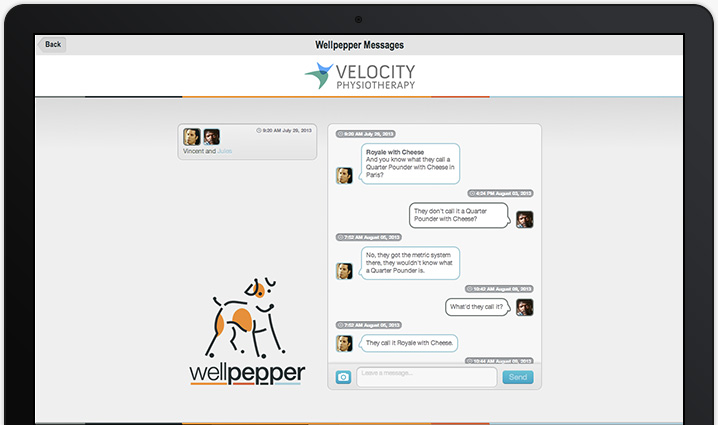 Back
Wellpepper Messages
VELOCITY
PHYSIOTHERAPY
9:20 AM July 26, 2013
Vincent and Jules
9:20 AM July 26, 2013
Royale with Cheese
And you know what they call a
Quarter Pounder with Cheese in
Paris?
4:34 PM August 03, 2013
They don't call it a Quarter
Pounder with Cheese?
7:52 AM August 05, 2013
No, they got the metric system
there, they wouldn't know what
a Quarter Pounder is.
10:43 AM August 06, 2013
What'd they call it?
7:52 AM August 05, 2013
They call it Royale with Cheese.
10:44 AM August 06, 2013
Leave a message...
Send
wellpepper